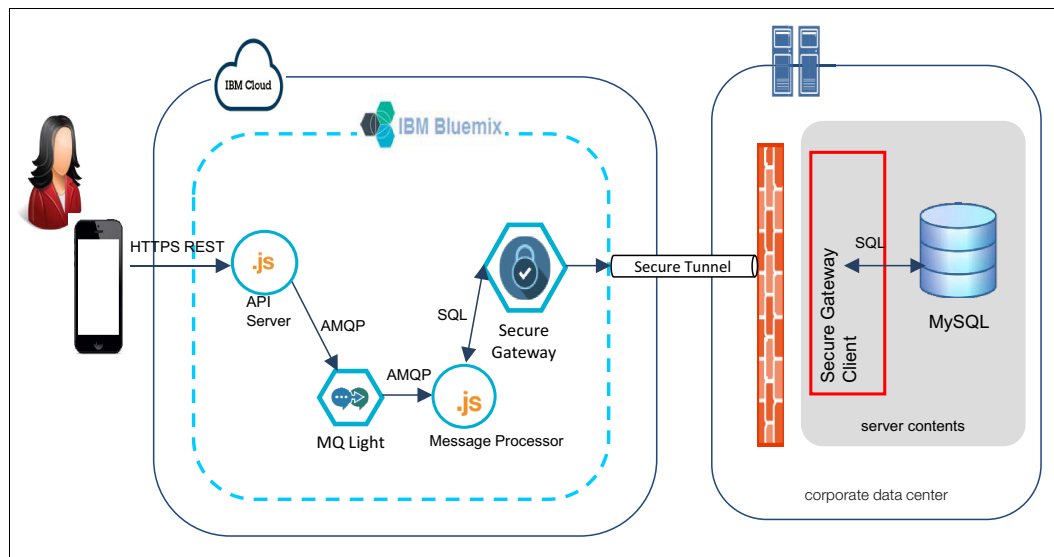 IBM Cloud
IBM Bluemix
HTTPS REST
.js
API
Server
AMQP
MQ Light
AMQP
.js
Message Processor
SQL
Secure
Gateway
Secure Tunnel
Secure Gateway
Client
SQL
MySQL
server contents
corporate data center